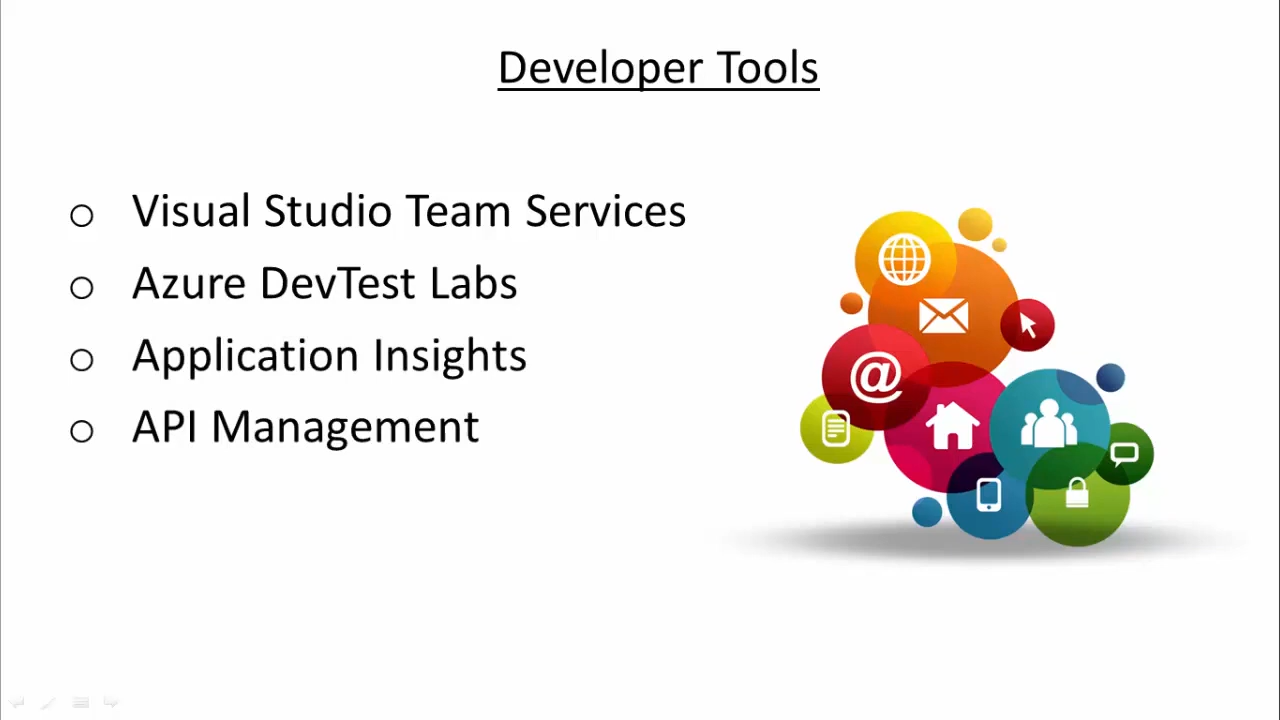 Developer Tools
Visual Studio Team Services
Azure DevTest Labs
Application Insights
API Management
@